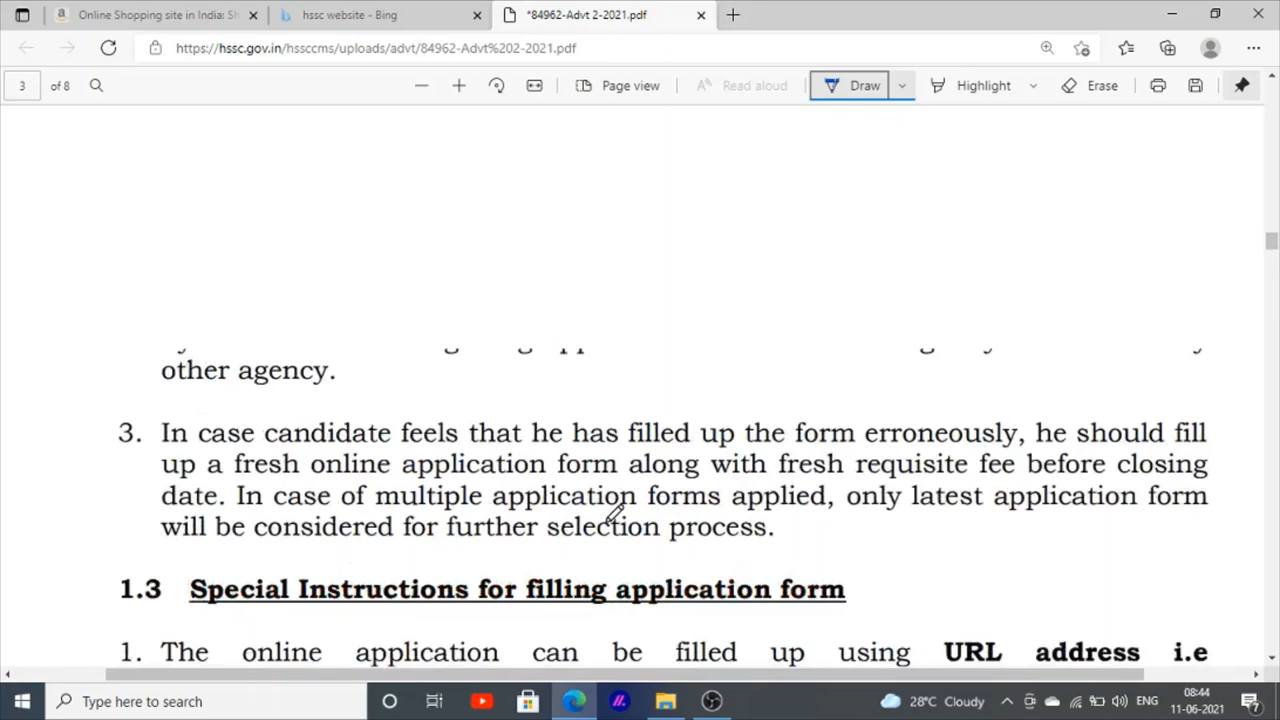 Online Shopping site in India: Sh
hssc website - Bing
*84962-Advt 2-2021.pdf
https://hssc.gov.in/hssccms/uploads/advt/84962-Advt%202-2021.pdf
3 of 8
Page view
Read aloud
Draw
Highlight
Erase
other agency.
3. In case candidate feels that he has filled up the form erroneously, he should fill
up a fresh online application form along with fresh requisite fee before closing
date. In case of multiple application forms applied, only latest application form
will be considered for further selection process.
1.3 Special Instructions for filling application form
1. The online application can be filled up using URL address i.e
Type here to search
28°C Cloudy
ENG
08:44
11-06-2021
7